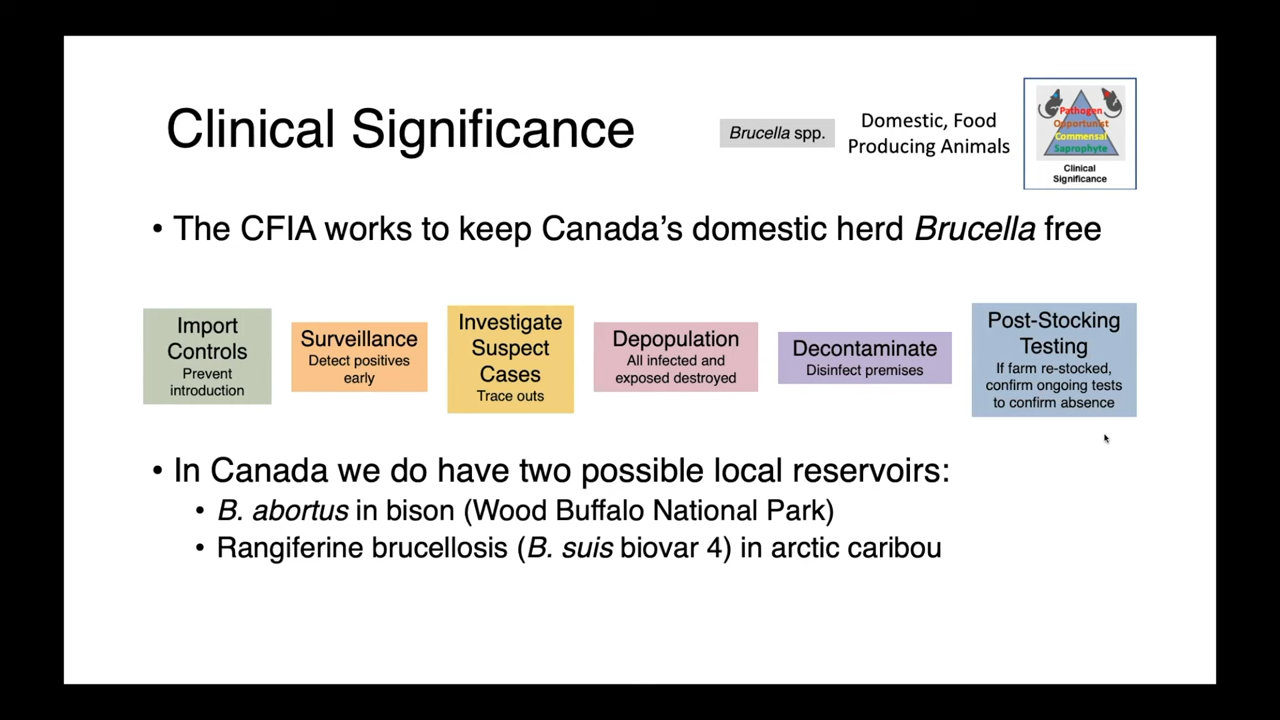 Clinical Significance
Brucella spp.
Domestic, Food
Producing Animals
Pathogen
Opportunist
Commensal
Saprophyte
Clinical
Significance
• The CFIA works to keep Canada's domestic herd Brucella free
Import
Controls
Prevent
introduction
Surveillance
Detect positives
early
Investigate
Suspect
Cases
Trace outs
Depopulation
All infected and
exposed destroyed
Decontaminate
Disinfect premises
Post-Stocking
Testing
If farm re-stocked,
confirm ongoing tests
to confirm absence
• In Canada we do have two possible local reservoirs:
• B. abortus in bison (Wood Buffalo National Park)
• Rangiferine brucellosis (B. suis biovar 4) in arctic caribou